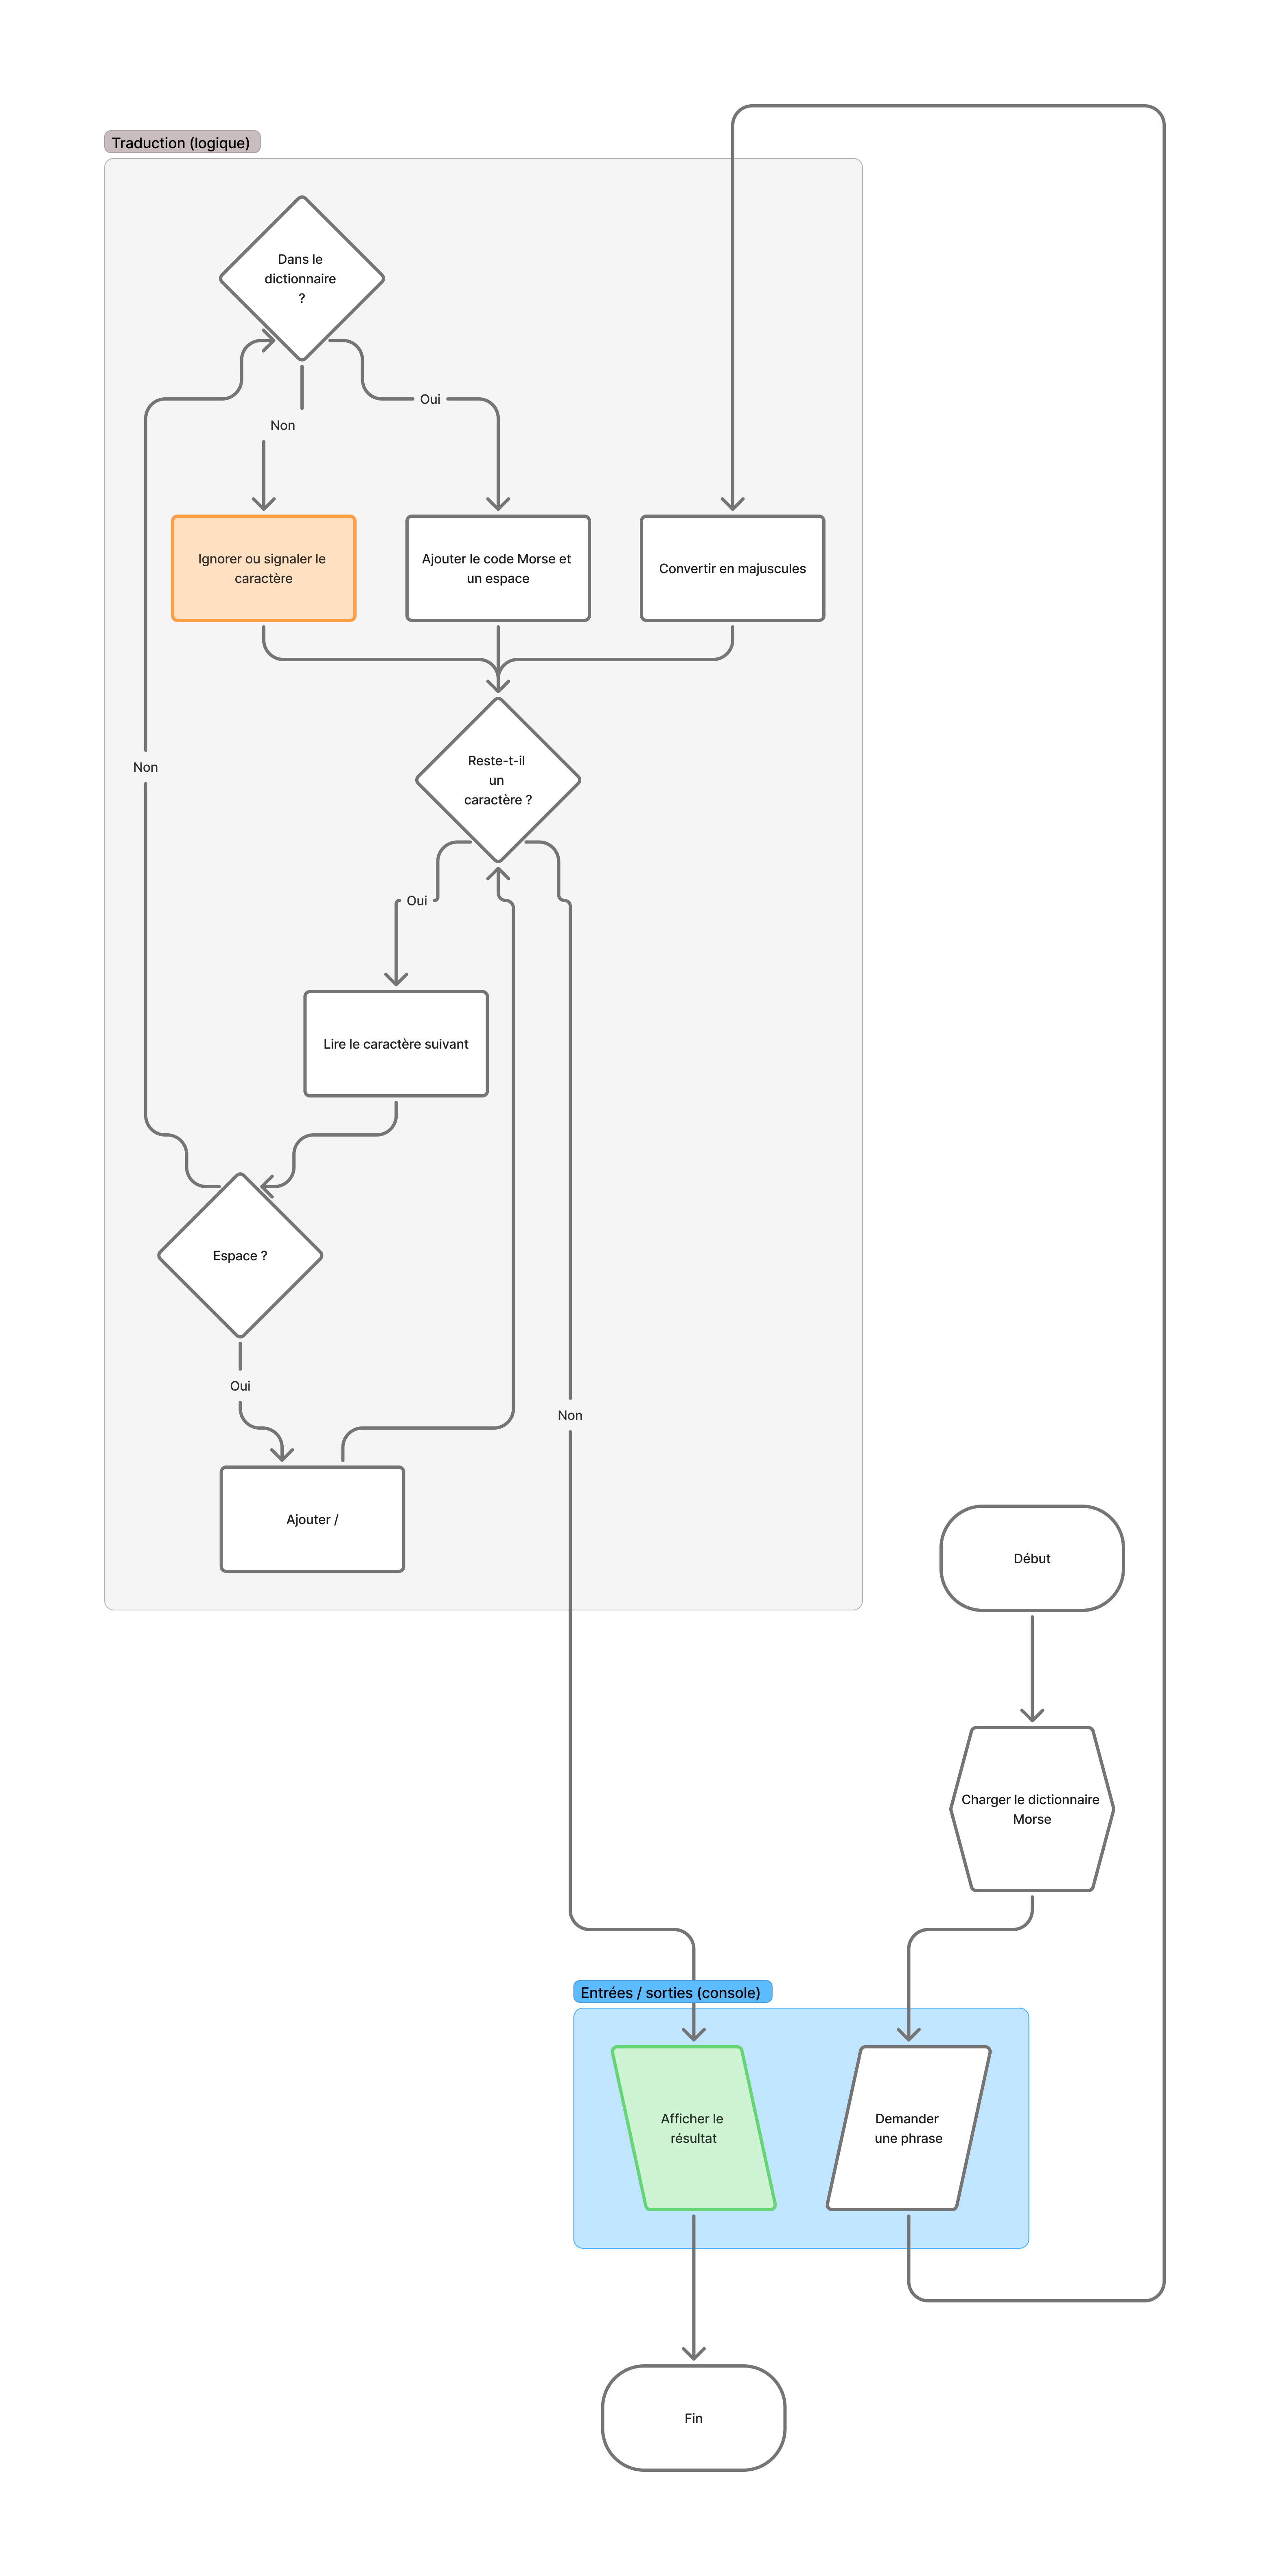 Traduction (logique)
Dans le
dictionnaire
?
Oui
Non
Ignorer ou signaler le
caractère
Ajouter le code Morse et
un espace
Convertir en majuscules
Non
Reste-t-il
un
caractère ?
Oui
Lire le caractère suivant
Espace ?
Oui
Non
Ajouter /
Début
Charger le dictionnaire
Morse
Entrées / sorties (console)
Afficher le
résultat
Demander
une phrase
Fin